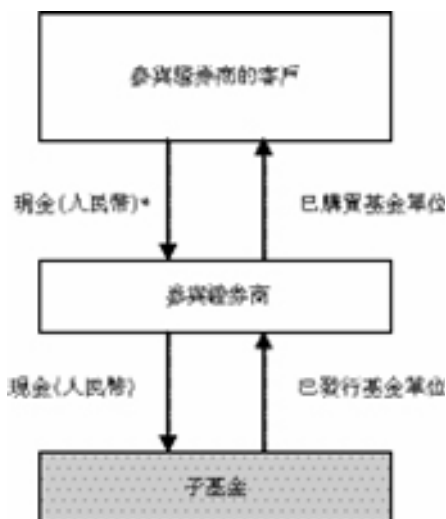 參與證券商的客戶
現金(人民幣)*
已購買基金單位
參與證券商
現金(人民幣)
已發行基金單位
子基金